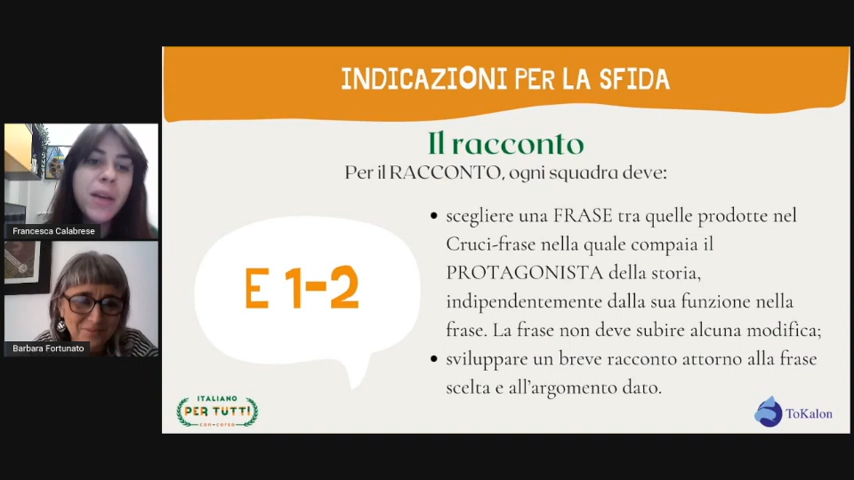 INDICAZIONI PER LA SFIDA
Il racconto
Per il RACCONTO, ogni squadra deve:
E 1-2
scegliere una FRASE tra quelle prodotte nel
Cruci-frase nella quale compaia il
PROTAGONISTA della storia,
indipendentemente dalla sua funzione nella
frase. La frase non deve subire alcuna modifica;
sviluppare un breve racconto attorno alla frase
scelta e all'argomento dato.
Francesca Calabrese
Barbara Fortunato
ITALIANO
PER TUTTI
CON-CORSO
ToKalon